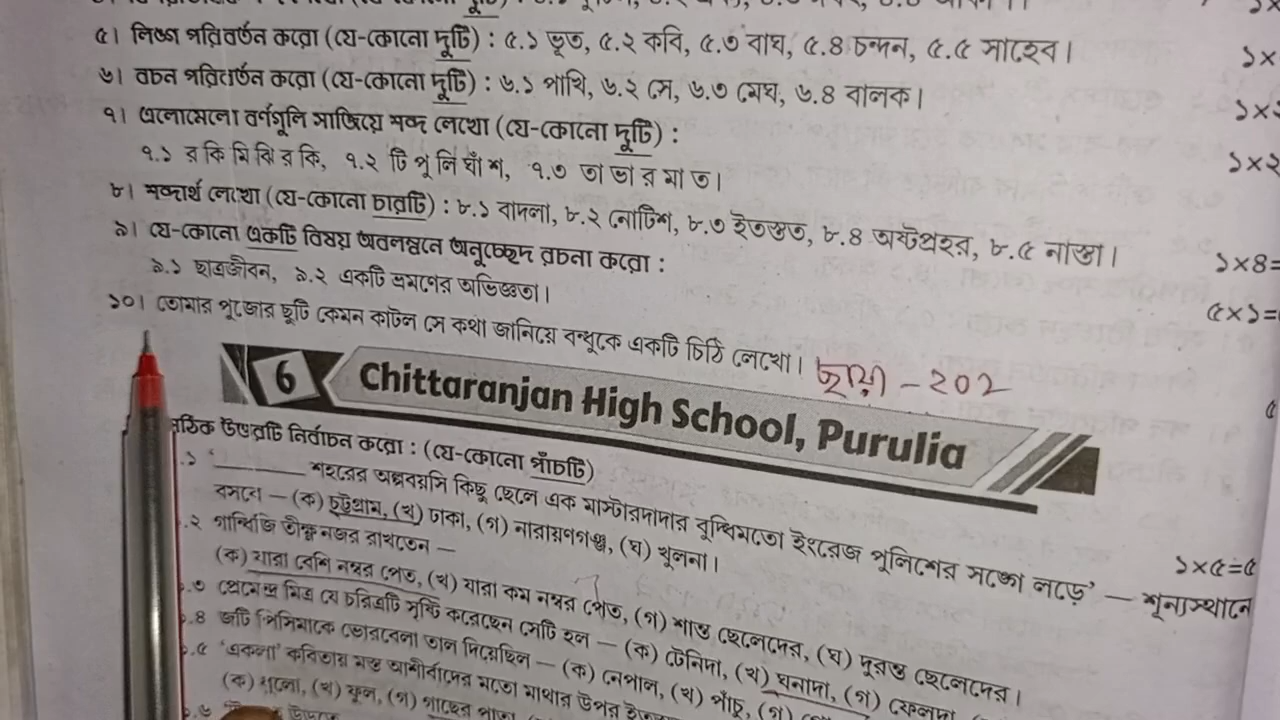 ৫। লিঙ্গ পরিবর্তন করো (যে-কোনো দুটি) : ৫.১ ভূত, ৫.২ কবি, ৫.৩ বাঘ, ৫.৪ চন্দন, ৫.৫ সাহেব।
১×
৬। বচন পরিবর্তন করো (যে-কোনো দুটি) : ৬.১ পাখি, ৬.২ সে, ৬.৩ মেঘ, ৬.৪ বালক।
১×
৭। এলোমেলো বর্ণগুলি সাজিয়ে শব্দ লেখো (যে-কোনো দুটি) :
১×২
৭.১ র কি মি ঝি র কি, ৭.২ টি পু লি ঘাঁ শ, ৭.৩ তা ভা র মা ত।
৮। শব্দার্থ লেখো (যে-কোনো চারটি) : ৮.১ বাদলা, ৮.২ নোটিশ, ৮.৩ ইতস্তত, ৮.৪ অষ্টপ্রহর, ৮.৫ নাস্তা।
১×৪=
৯। যে-কোনো একটি বিষয় অবলম্বনে অনুচ্ছেদ রচনা করো :
৫×১=
৯.১ ছাত্রজীবন, ৯.২ একটি ভ্রমণের অভিজ্ঞতা।
১০। তোমার পুজোর ছুটি কেমন কাটল সে কথা জানিয়ে বন্ধুকে একটি চিঠি লেখো।
ছায়া - ২০২
6 Chittaranjan High School, Purulia
সঠিক উত্তরটি নির্বাচন করো : (যে-কোনো পাঁচটি)
১×৫=৫
.১ '______ শহরের অল্পবয়সি কিছু ছেলে এক মাস্টারদাদার বুদ্ধিমতো ইংরেজ পুলিশের সঙ্গে লড়ে' — শূন্যস্থানে
বসবে — (ক) চট্টগ্রাম, (খ) ঢাকা, (গ) নারায়ণগঞ্জ, (ঘ) খুলনা।
.২ গান্ধিজি তীক্ষ্ণ নজর রাখতেন —
(ক) যারা বেশি নম্বর পেত, (খ) যারা কম নম্বর পেত, (গ) শান্ত ছেলেদের, (ঘ) দুরন্ত ছেলেদের।
.৩ প্রেমেন্দ্র মিত্র যে চরিত্রটি সৃষ্টি করেছেন সেটি হল — (ক) টেনিদা, (খ) ঘনাদা, (গ) ফেলুদা
.৪ জটি পিসিমাকে ভোরবেলা তাল দিয়েছিল — (ক) নেপাল, (খ) পাঁচু, (গ)
.৫ 'একলা' কবিতায় মস্ত আশীর্বাদের মতো মাথার উপর
(ক) ধুলো, (খ) ফুল, (গ) গাছের পাতা
.৬